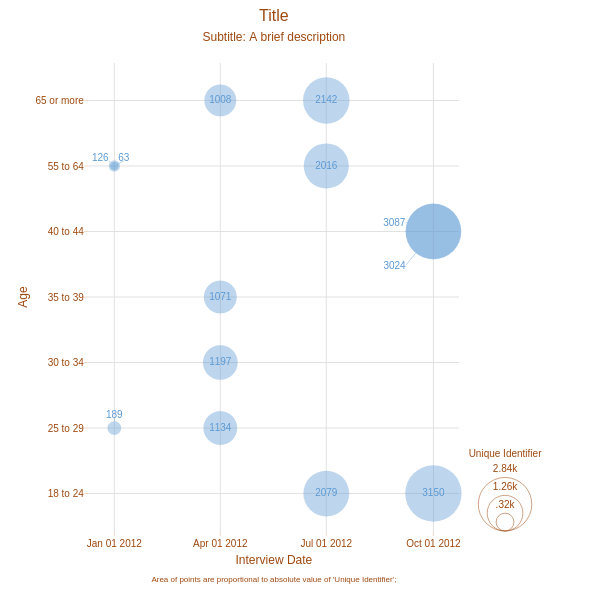 Title
Subtitle: A brief description
65 or more
1008
2142
126
63
55 to 64
2016
3087
40 to 44
3024
Age
35 to 39
1071
30 to 34
1197
189
25 to 29
1134
Unique Identifier
2.84k
1.26k
.32k
18 to 24
2079
3150
Jan 01 2012
Apr 01 2012
Jul 01 2012
Oct 01 2012
Interview Date
Area of points are proportional to absolute value of 'Unique Identifier';